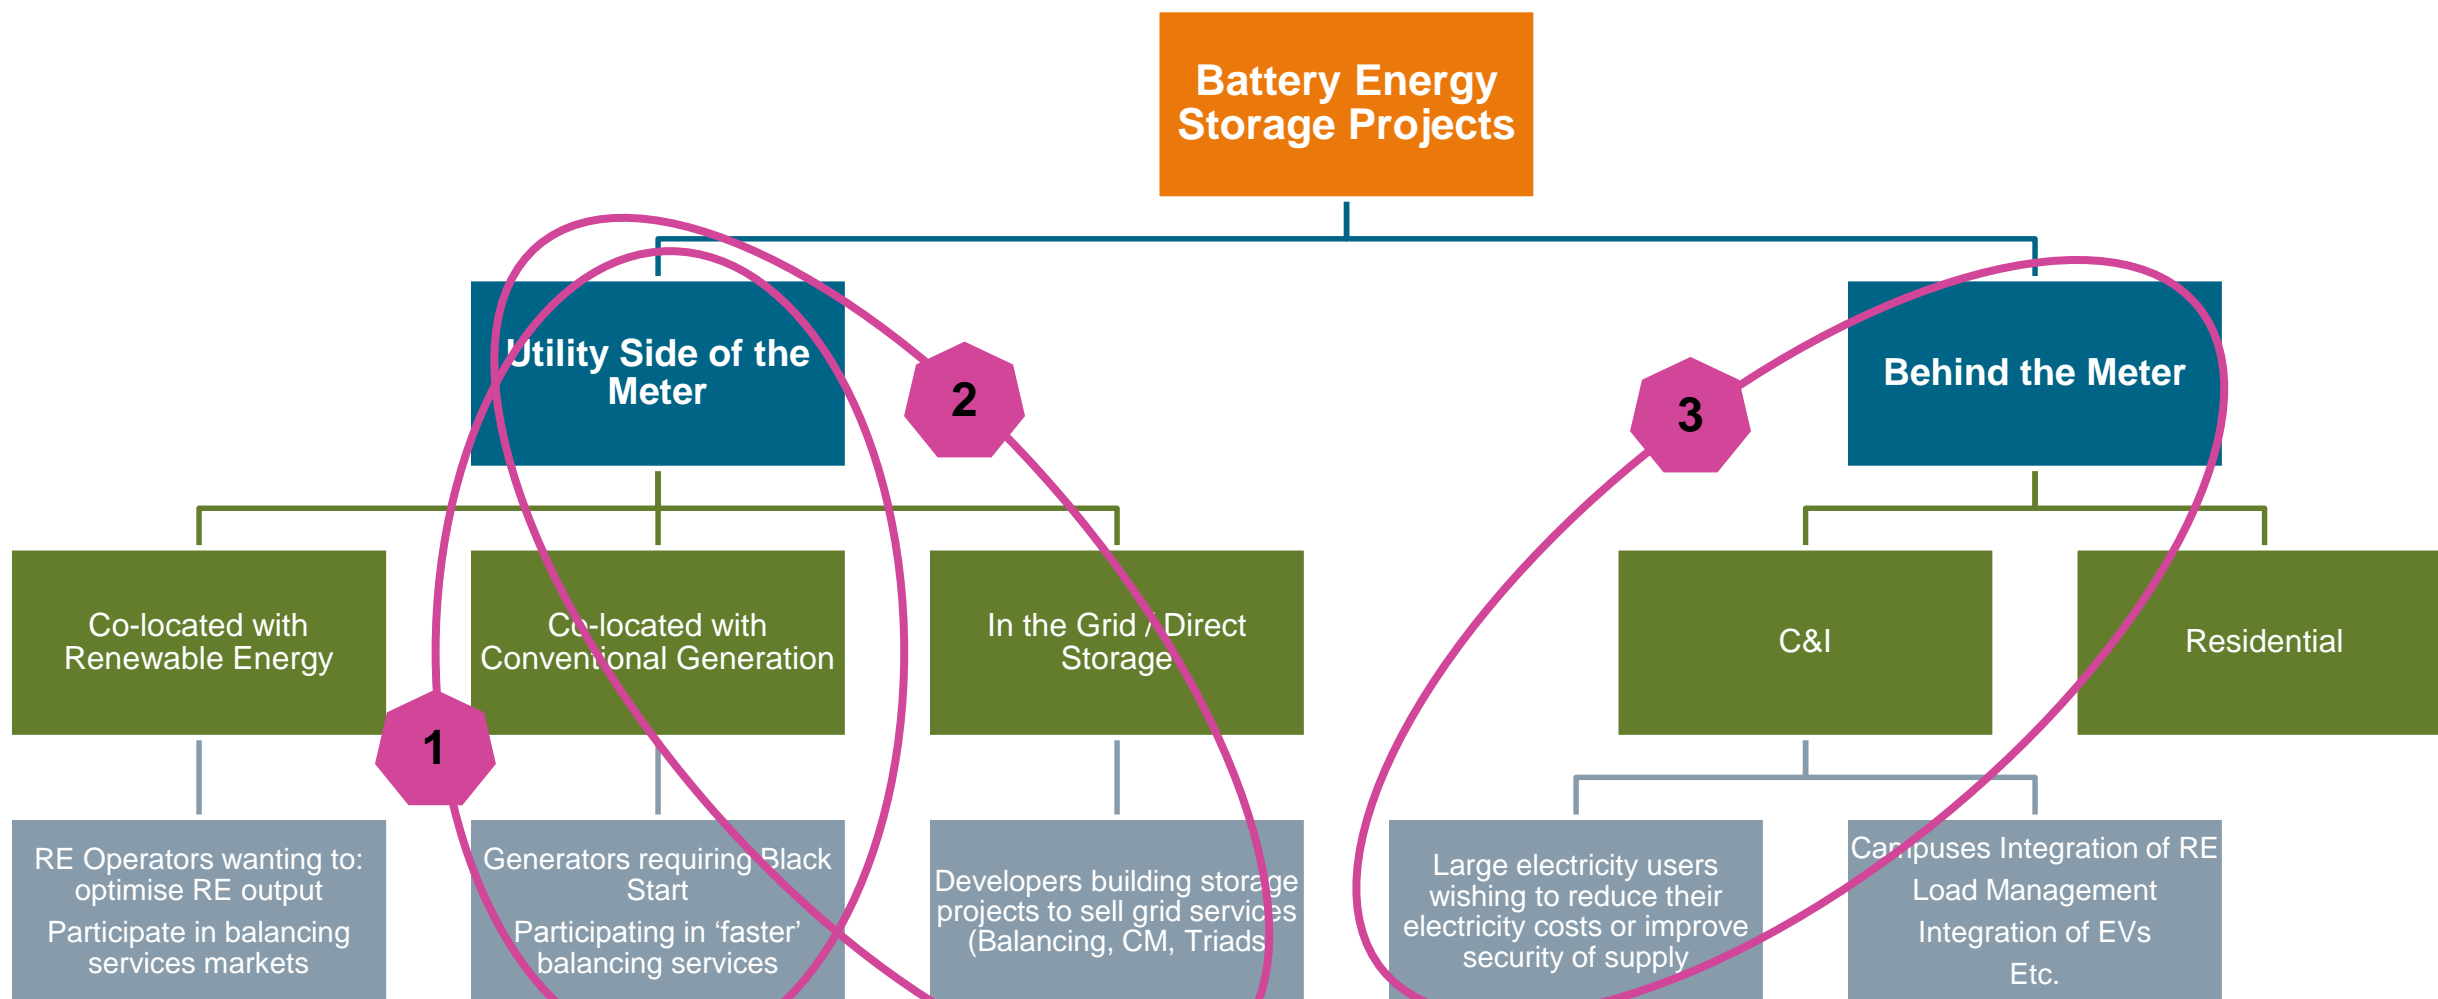 Battery Energy
Storage Projects
Utility Side of the
Meter
2
3
Behind the Meter
Co-located with
Renewable Energy
Co-located with
Conventional Generation
In the Grid / Direct
Storage
C&I
Residential
1
RE Operators wanting to:
optimise RE output
Participate in balancing
services markets
Generators requiring Black
Start
Participating in ‘faster’
balancing services
Developers building storage
projects to sell grid services
(Balancing, CM, Triads
Large electricity users
wishing to reduce their
electricity costs or improve
security of supply
Campuses Integration of RE
Load Management
Integration of EVs
Etc.